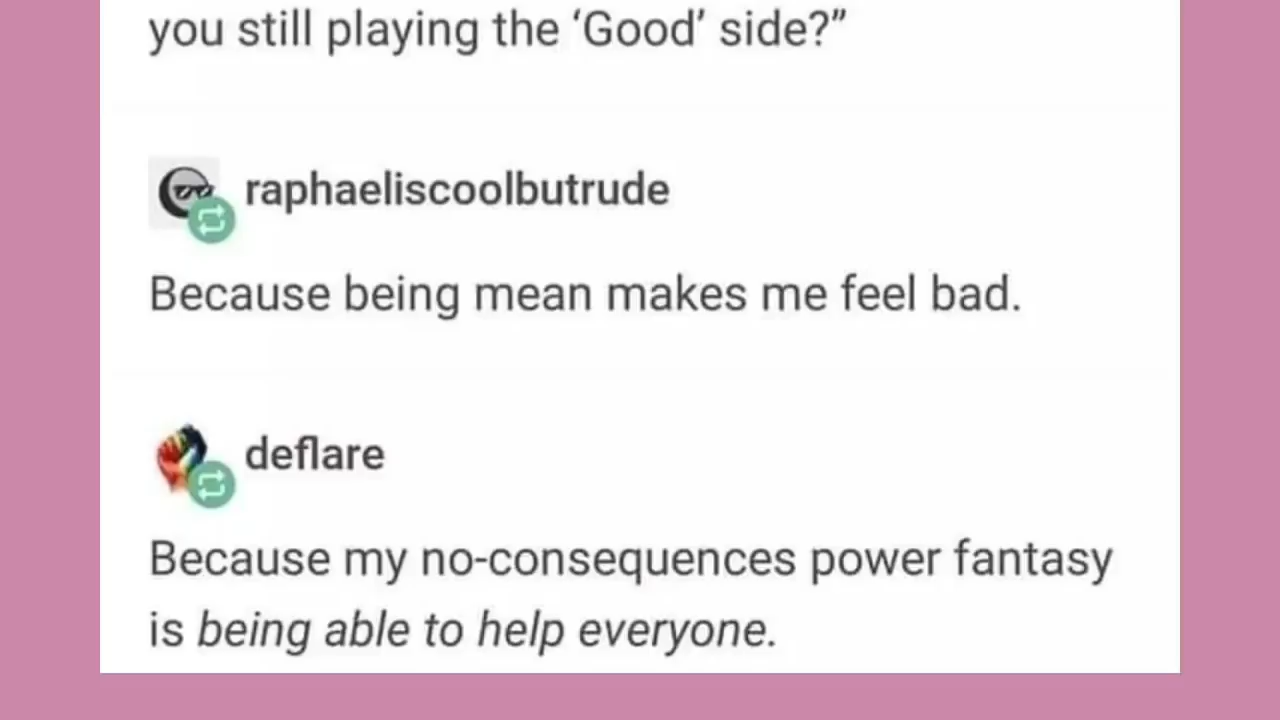 you still playing the ‘Good’ side?”
raphaeliscoolbutrude
Because being mean makes me feel bad.
deflare
Because my no-consequences power fantasy
is being able to help everyone.